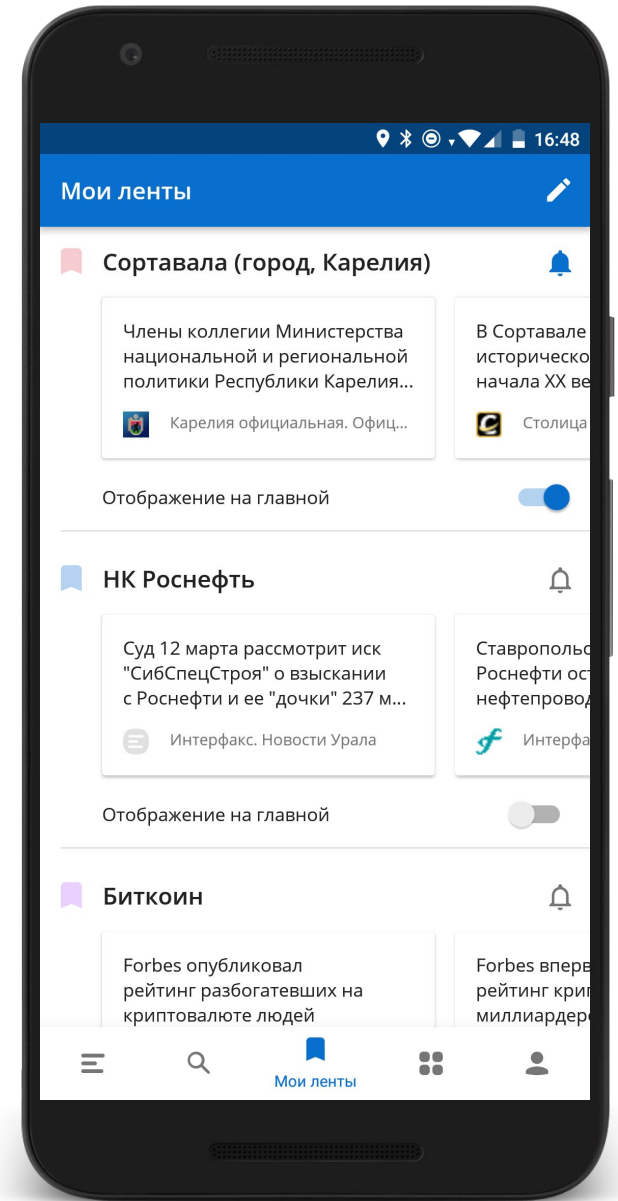 16:48
Мои ленты
Сортавала (город, Карелия)
Члены коллегии Министерства
национальной и региональной
политики Республики Карелия...
Карелия официальная. Офиц...
В Сортавале
историческо
начала XX ве
Столица
Отображение на главной
НК Роснефть
Суд 12 марта рассмотрит иск
"СибСпецСтроя" о взыскании
с Роснефти и ее "дочки" 237 м...
Интерфакс. Новости Урала
Ставропольс
Роснефти ост
нефтепровод
Интерфа
Отображение на главной
Биткоин
Forbes опубликовал
рейтинг разбогатевших на
криптовалюте людей
Forbes вперв
рейтинг крип
миллиардеро
Мои ленты